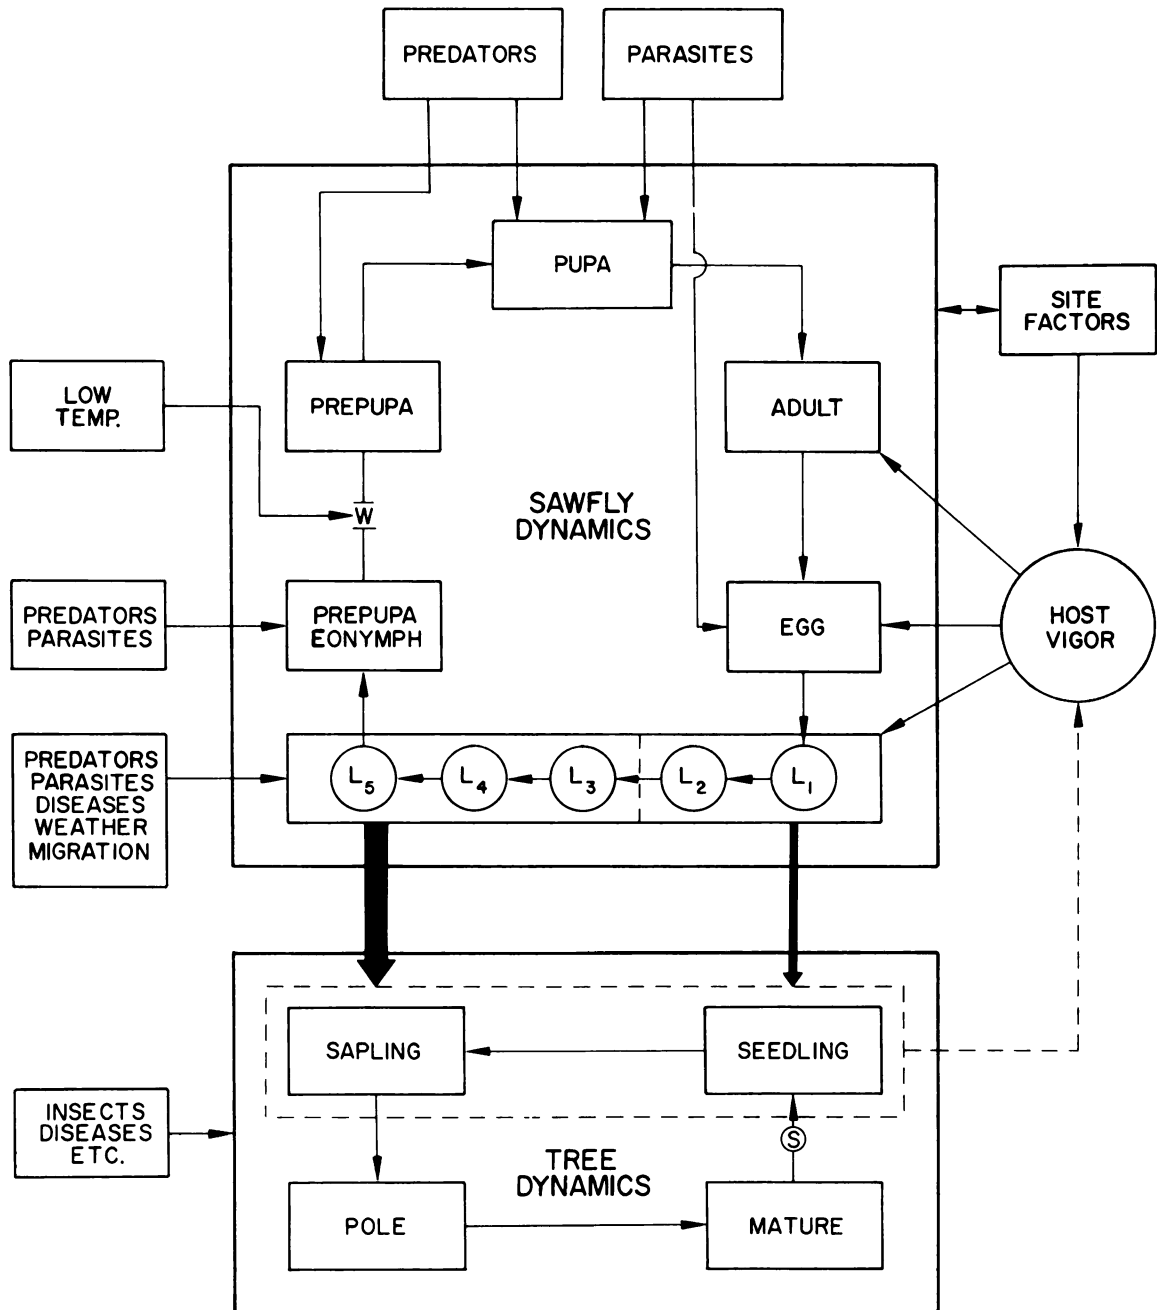 PREDATORS
PARASITES
PUPA
SITE
FACTORS
LOW
TEMP.
PREPUPA
ADULT
W
SAWFLY
DYNAMICS
PREDATORS
PARASITES
PREPUPA
EONYMPH
EGG
HOST
VIGOR
PREDATORS
PARASITES
DISEASES
WEATHER
MIGRATION
L5
L4
L3
L2
L1
SAPLING
SEEDLING
INSECTS
DISEASES
ETC.
S
TREE
DYNAMICS
POLE
MATURE